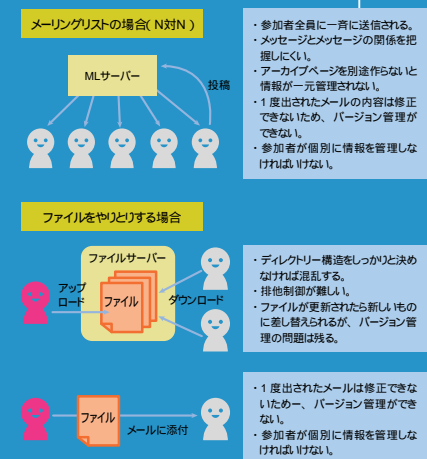 メーリングリストの場合(N対N)
MLサーバー
投稿
・参加者全員に一斉に送信される。
・メッセージとメッセージの関係を把
握しにくい。
・アーカイブページを別途作らないと
情報が一元管理されない。
・1度出されたメールの内容は修正
できないため、バージョン管理が
できない。
・参加者が個別に情報を管理しな
ければいけない。
ファイルをやりとりする場合
ファイルサーバー
アップ
ロード
ファイル
ダウンロード
・ディレクトリー構造をしっかりと決め
なければ混乱する。
・排他制御が難しい。
・ファイルが更新されたら新しいもの
に差し替えられるが、バージョン管
理の問題は残る。
ファイル
メールに添付
・1度出されたメールは修正できな
いためー、バージョン管理ができ
ない。
・参加者が個別に情報を管理しな
ければいけない。